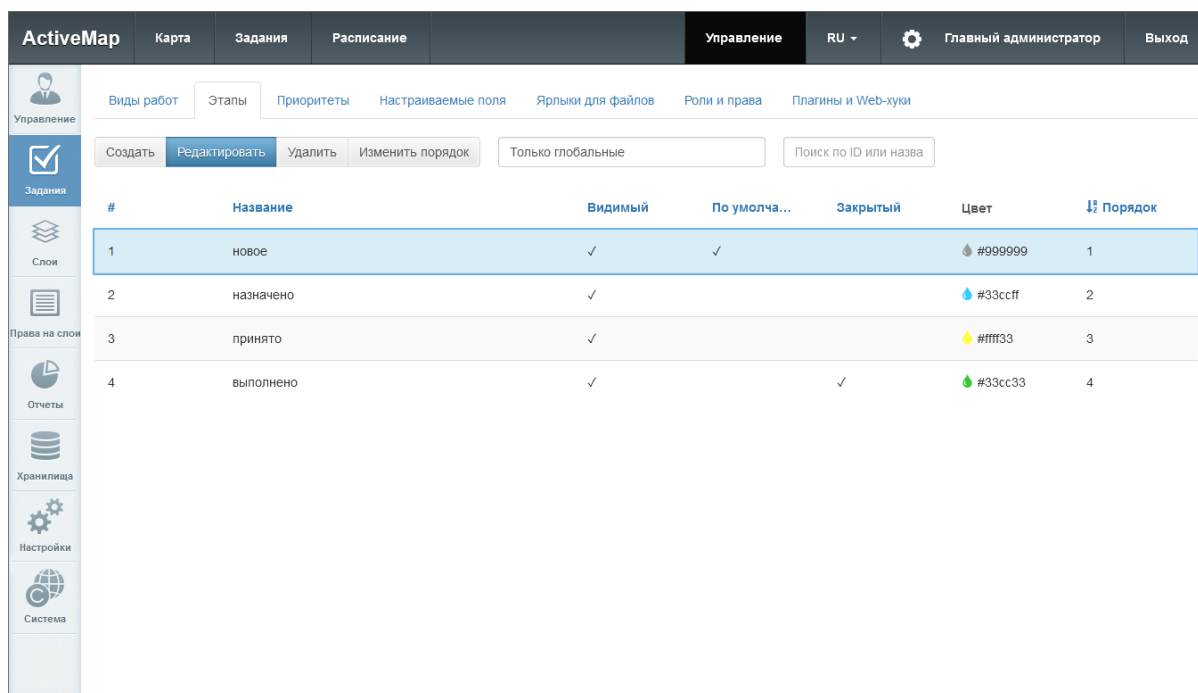 ActiveMap Карта Задания Расписание Управление RU Главный администратор Выход
Управление
Задания
Слои
Права на слои
Отчеты
Хранилища
Настройки
Система
Виды работ Этапы Приоритеты Настраиваемые поля Ярлыки для файлов Роли и права Плагины и Web-хуки
Создать Редактировать Удалить Изменить порядок Только глобальные Поиск по ID или назва
# Название Видимый По умолча... Закрытый Цвет Порядок
1 новое ✓ ✓ #999999 1
2 назначено ✓ #33ccff 2
3 принято ✓ #ffff33 3
4 выполнено ✓ ✓ #33cc33 4